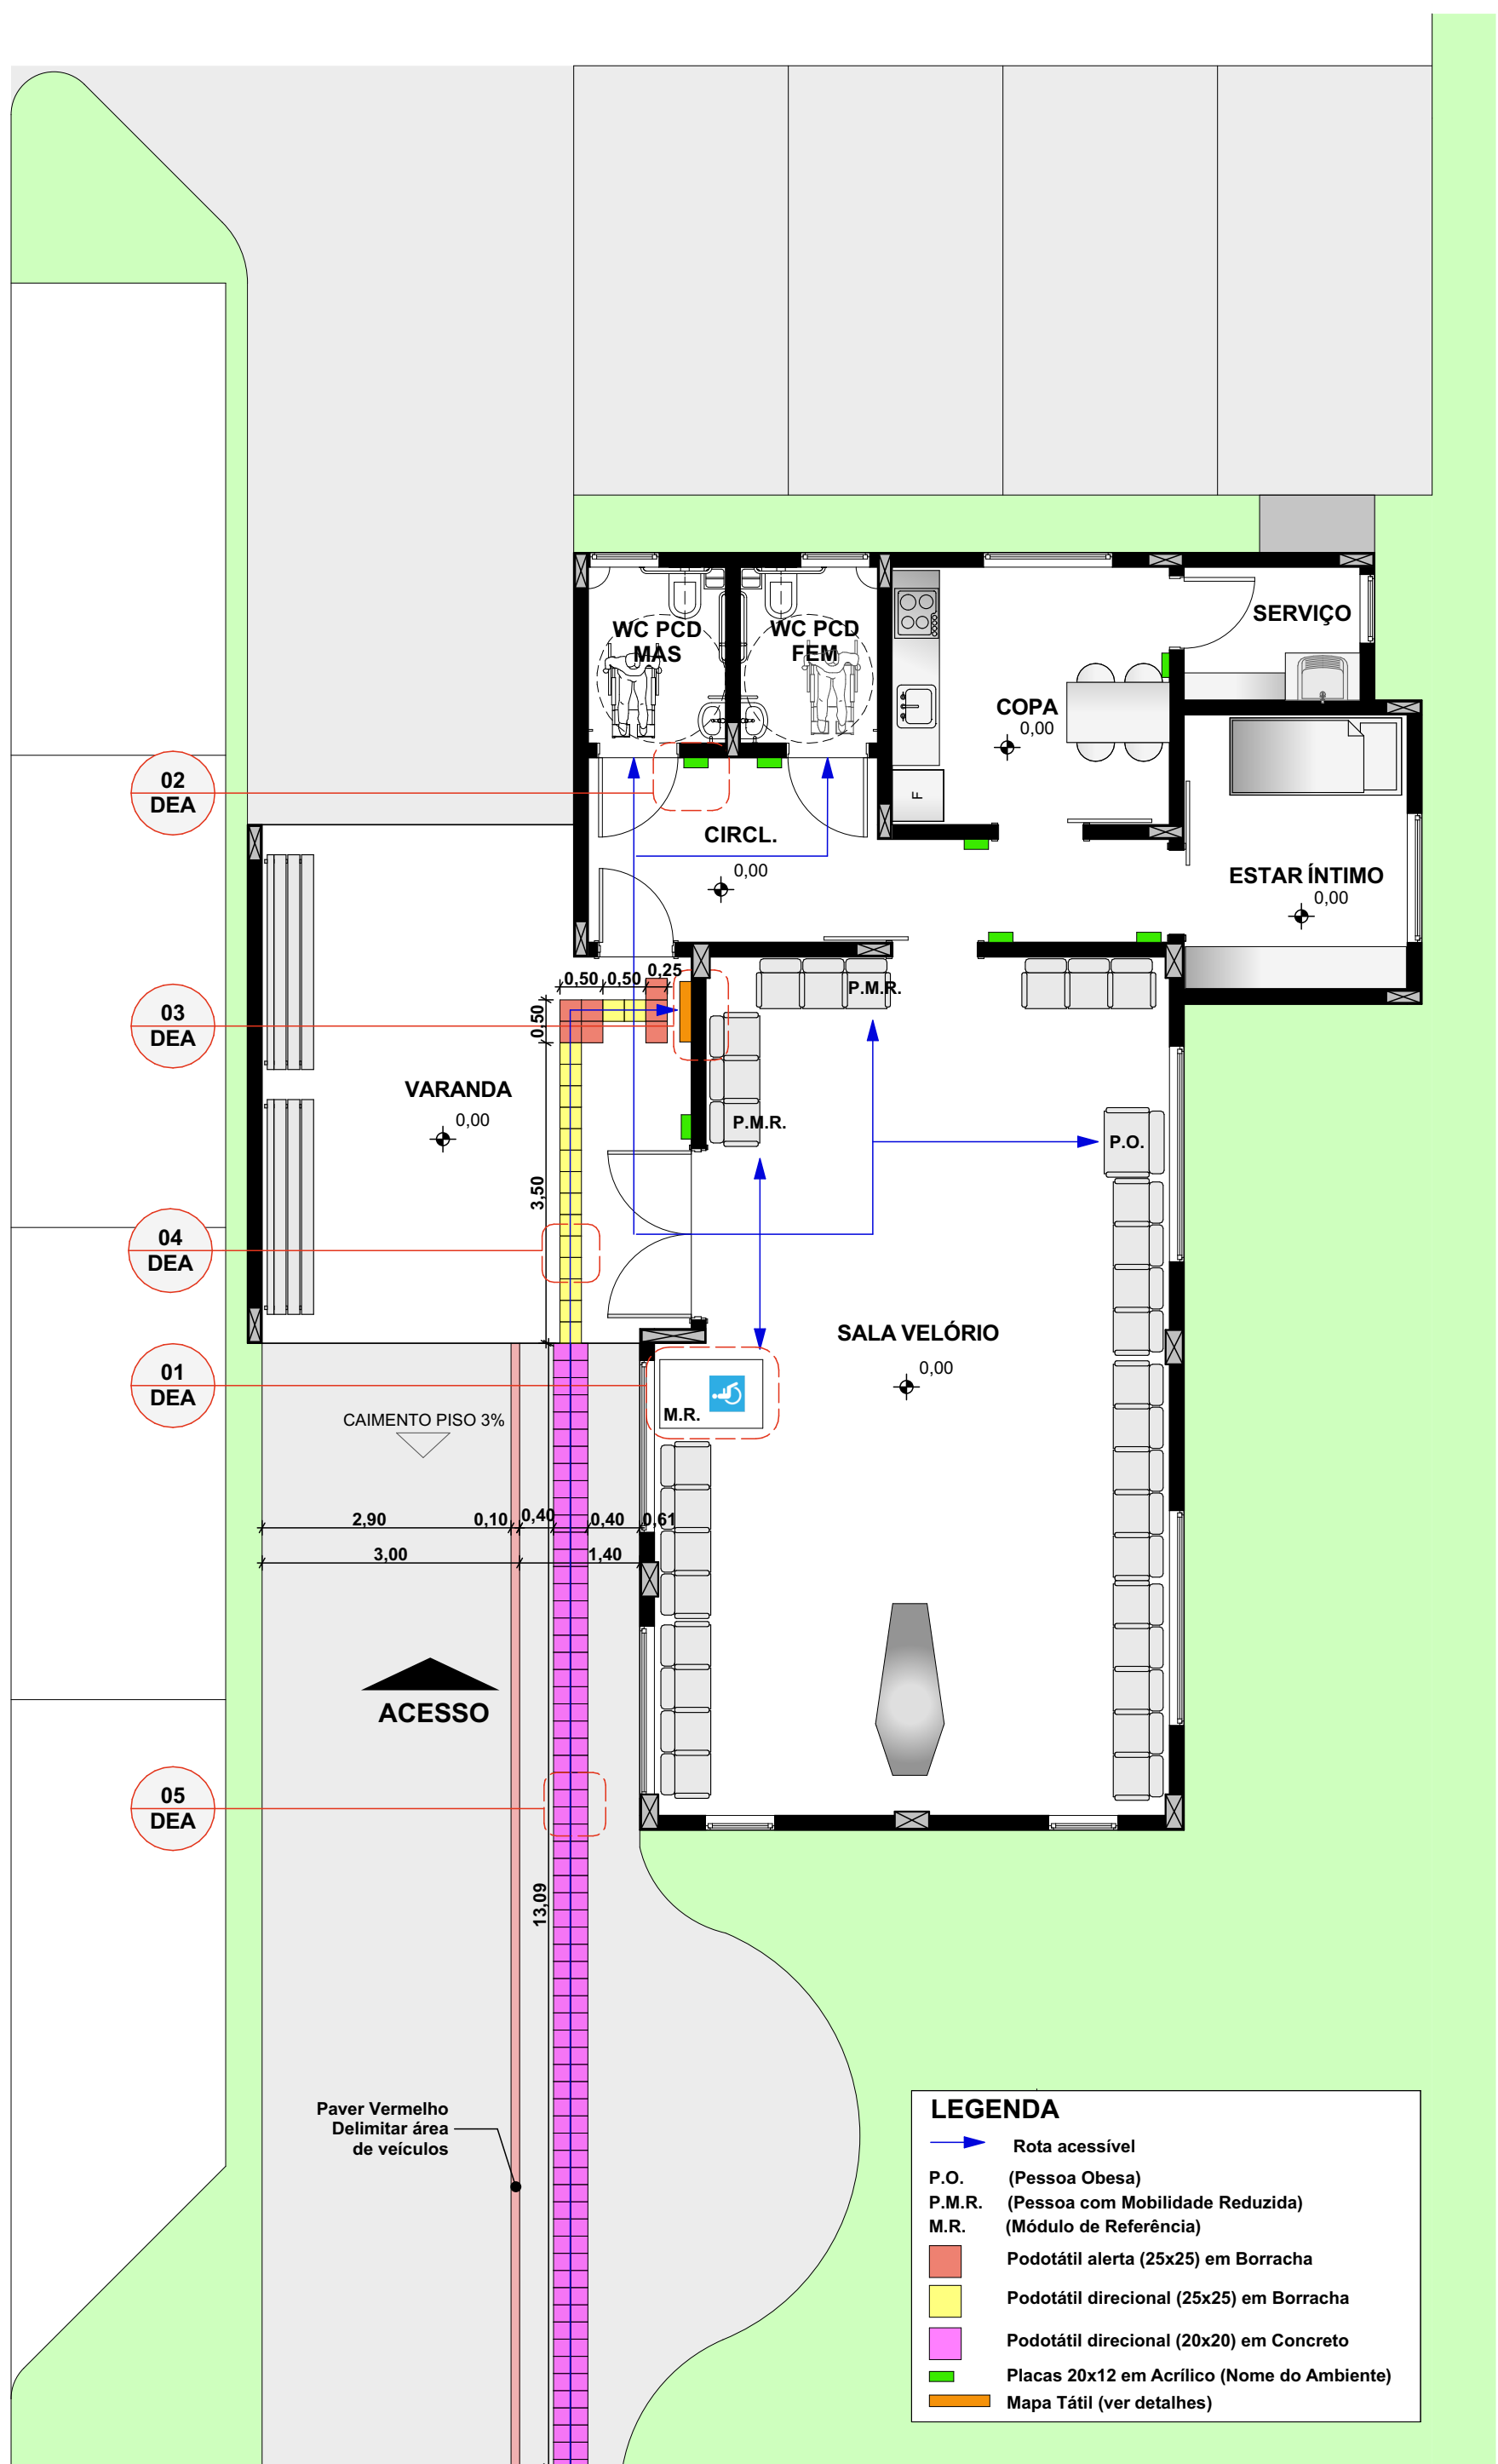 WC PCD
MAS
WC PCD
FEM
SERVIÇO
COPA
0,00
F
02
DEA
CIRCL.
0,00
ESTAR ÍNTIMO
0,00
03
DEA
0,50
0,50
0,25
0,50
P.M.R.
VARANDA
0,00
P.M.R.
P.O.
3,50
04
DEA
SALA VELÓRIO
0,00
01
DEA
M.R.
CAIMENTO PISO 3%
2,90
0,10
0,40
0,40
0,61
3,00
1,40
ACESSO
05
DEA
13,09
Paver Vermelho
Delimitar área
de veículos
LEGENDA
Rota acessível
P.O. (Pessoa Obesa)
P.M.R. (Pessoa com Mobilidade Reduzida)
M.R. (Módulo de Referência)
Podotátil alerta (25x25) em Borracha
Podotátil direcional (25x25) em Borracha
Podotátil direcional (20x20) em Concreto
Placas 20x12 em Acrílico (Nome do Ambiente)
Mapa Tátil (ver detalhes)